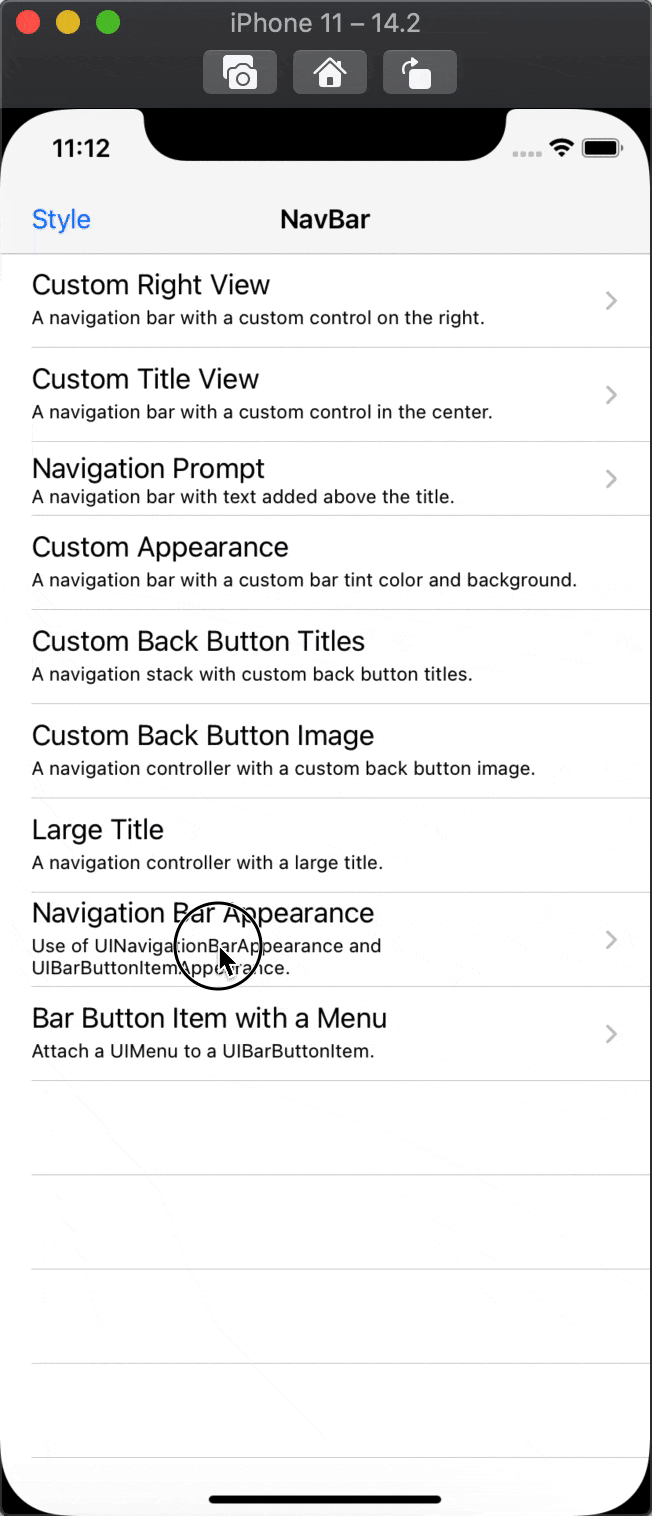 iPhone 11 – 14.2
11:12
Style
NavBar
Custom Right View
A navigation bar with a custom control on the right.
Custom Title View
A navigation bar with a custom control in the center.
Navigation Prompt
A navigation bar with text added above the title.
Custom Appearance
A navigation bar with a custom bar tint color and background.
Custom Back Button Titles
A navigation stack with custom back button titles.
Custom Back Button Image
A navigation controller with a custom back button image.
Large Title
A navigation controller with a large title.
Navigation Bar Appearance
Use of UINavigationBarAppearance and
UIBarButtonItemAppearance.
Bar Button Item with a Menu
Attach a UIMenu to a UIBarButtonItem.